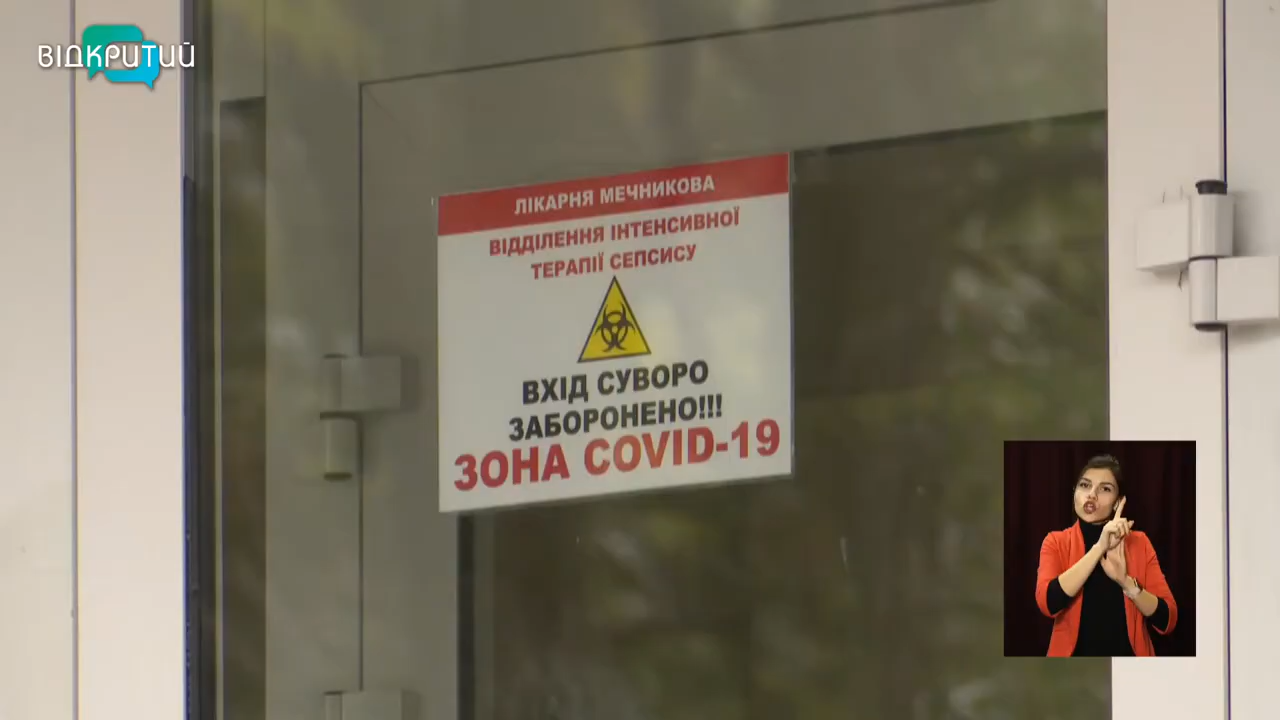 ВІДКРИТИЙ
ЛІКАРНЯ МЕЧНИКОВА
ВІДДІЛЕННЯ ІНТЕНСИВНОЇ
ТЕРАПІЇ СЕПСИСУ
ВХІД СУВОРО
ЗАБОРОНЕНО!!!
ЗОНА COVID-19